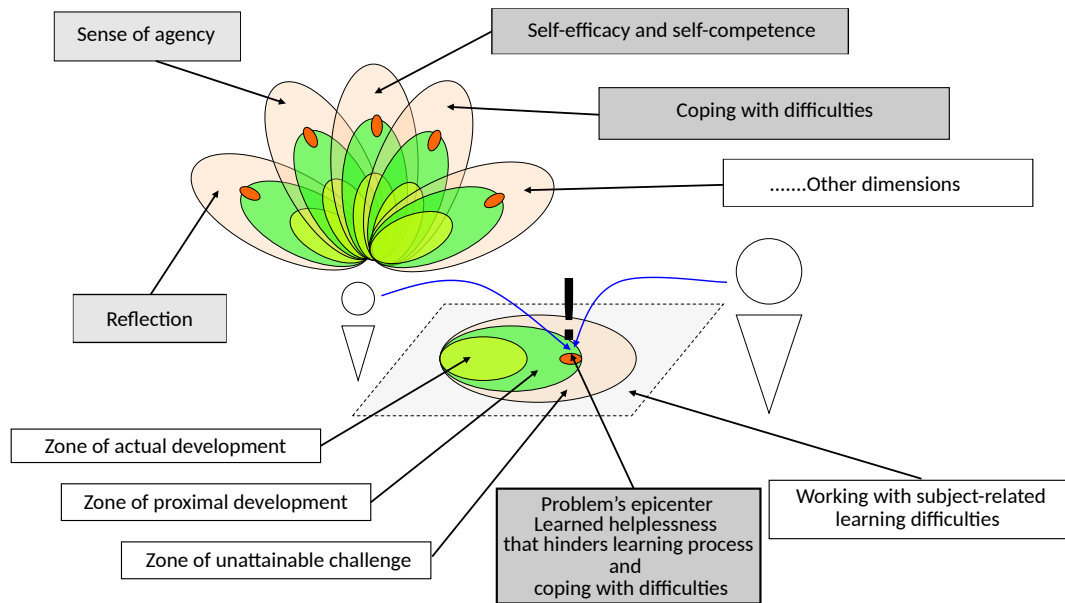 Sense of agency
Self-efficacy and self-competence
Coping with difficulties
.......Other dimensions
Reflection
!
Zone of actual development
Zone of proximal development
Zone of unattainable challenge
Problem's epicenter
Learned helplessness
that hinders learning process
and
coping with difficulties
Working with subject-related
learning difficulties